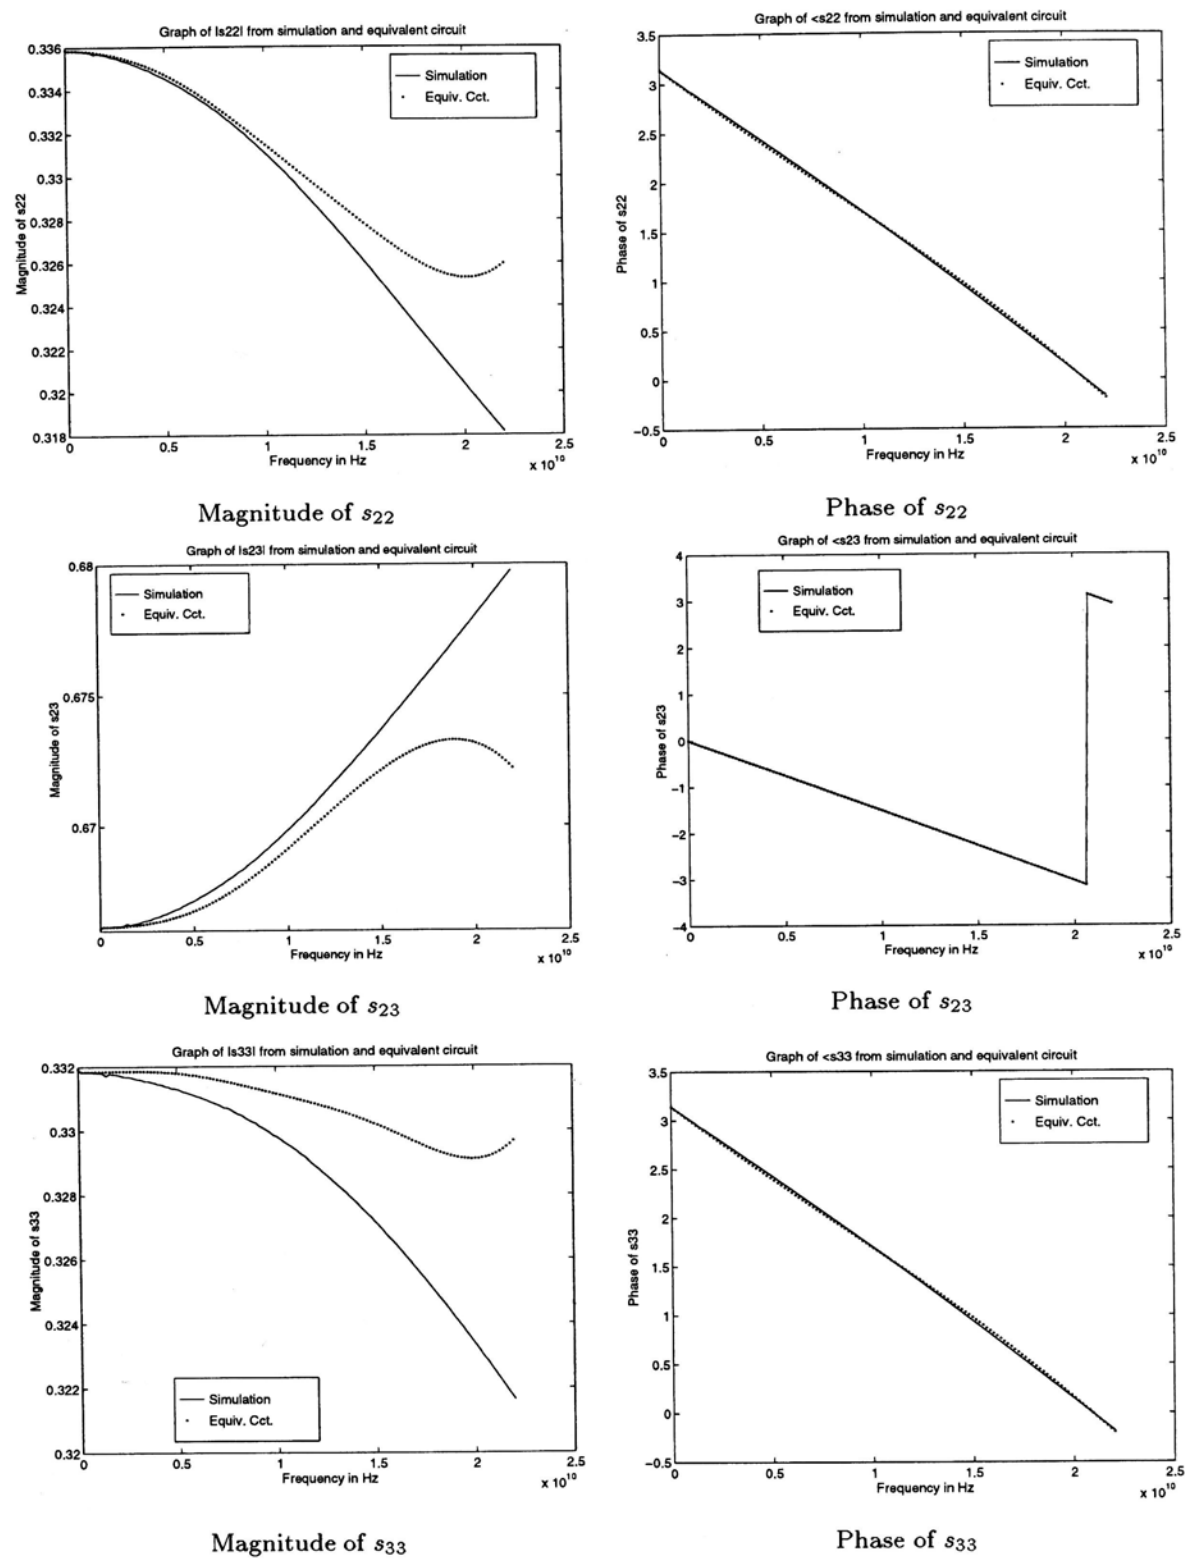 Graph of |s22| from simulation and equivalent circuit
0.336
0.334
0.332
0.33
0.328
0.326
0.324
0.322
0.32
0.318
Magnitude of s22
Simulation
Equiv. Cct.
0 0.5 1 1.5 2 2.5
Frequency in Hz
x 10^10
Magnitude of s22
Graph of <s22 from simulation and equivalent circuit
3.5
3
2.5
2
1.5
1
0.5
0
−0.5
Phase of s22
Simulation
Equiv. Cct.
0 0.5 1 1.5 2 2.5
Frequency in Hz
x 10^10
Phase of s22
Graph of |s23| from simulation and equivalent circuit
0.68
0.675
0.67
Magnitude of s23
Simulation
Equiv. Cct.
0 0.5 1 1.5 2 2.5
Frequency in Hz
x 10^10
Magnitude of s23
Graph of <s23 from simulation and equivalent circuit
4
3
2
1
0
−1
−2
−3
−4
Phase of s23
Simulation
Equiv. Cct.
0 0.5 1 1.5 2 2.5
Frequency in Hz
x 10^10
Phase of s23
Graph of |s33| from simulation and equivalent circuit
0.332
0.33
0.328
0.326
0.324
0.322
0.32
Magnitude of s33
Simulation
Equiv. Cct.
0 0.5 1 1.5 2 2.5
Frequency in Hz
x 10^10
Magnitude of s33
Graph of <s33 from simulation and equivalent circuit
3.5
3
2.5
2
1.5
1
0.5
0
−0.5
Phase of s33
Simulation
Equiv. Cct.
0 0.5 1 1.5 2 2.5
Frequency in Hz
x 10^10
Phase of s33